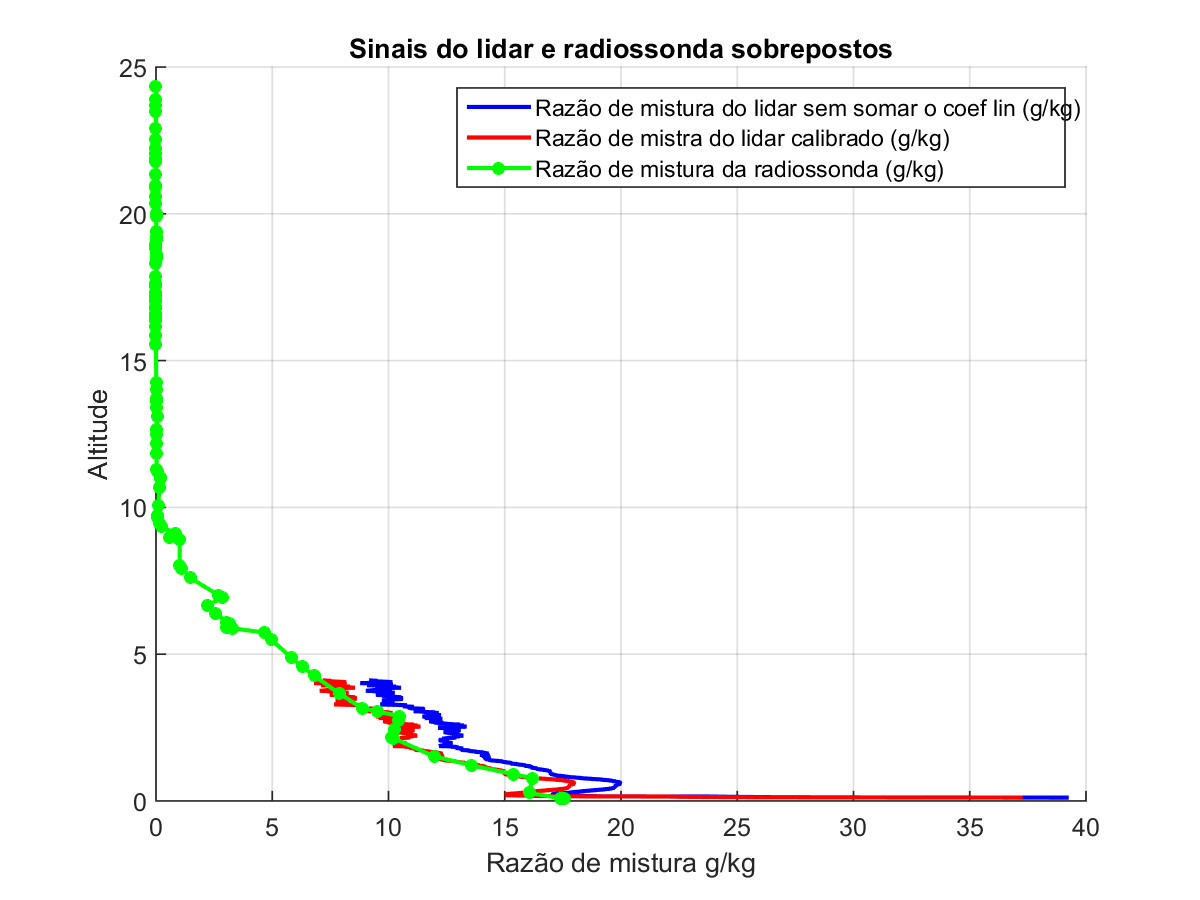 Sinais do lidar e radiossonda sobrepostos
25
20
15
10
5
0
Altitude
Razão de mistura do lidar sem somar o coef lin (g/kg)
Razão de mistra do lidar calibrado (g/kg)
Razão de mistura da radiossonda (g/kg)
0 5 10 15 20 25 30 35 40
Razão de mistura g/kg